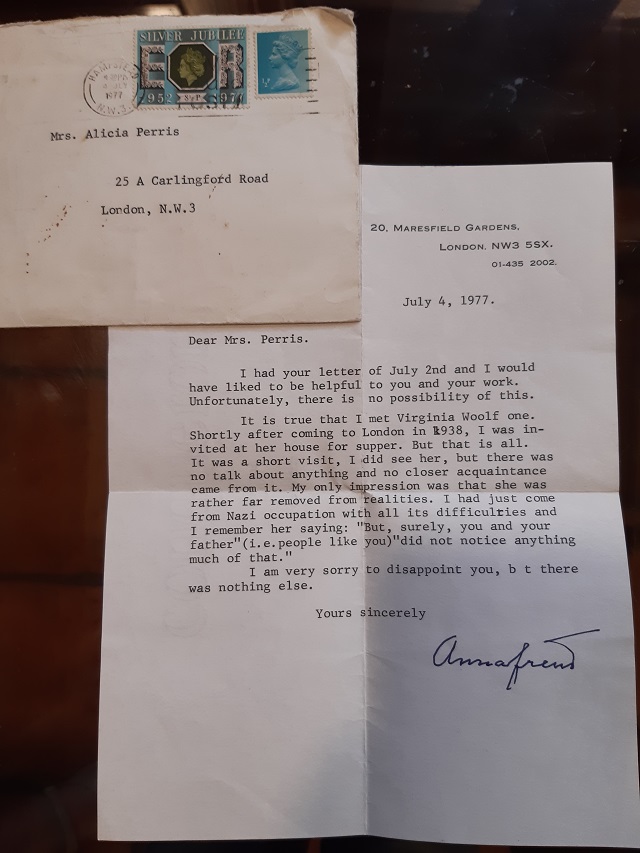 SILVER JUBILEE
E R
1952 8½P 1977
½P
HAMPSTEAD
1977
N.W.3.
Mrs. Alicia Perris
25 A Carlingford Road
London, N.W.3
20, MARESFIELD GARDENS,
LONDON, NW3 5SX.
01-435 2002.
July 4, 1977.
Dear Mrs. Perris.
I had your letter of July 2nd and I would
have liked to be helpful to you and your work.
Unfortunately, there is no possibility of this.
It is true that I met Virginia Woolf one.
Shortly after coming to London in 1938, I was in-
vited at her house for supper. But that is all.
It was a short visit, I did see her, but there was
no talk about anything and no closer acquaintance
came from it. My only impression was that she was
rather far removed from realities. I had just come
from Nazi occupation with all its difficulties and
I remember her saying: "But, surely, you and your
father"(i.e.people like you)"did not notice anything
much of that."
I am very sorry to disappoint you, b t there
was nothing else.
Yours sincerely
Anna Freud